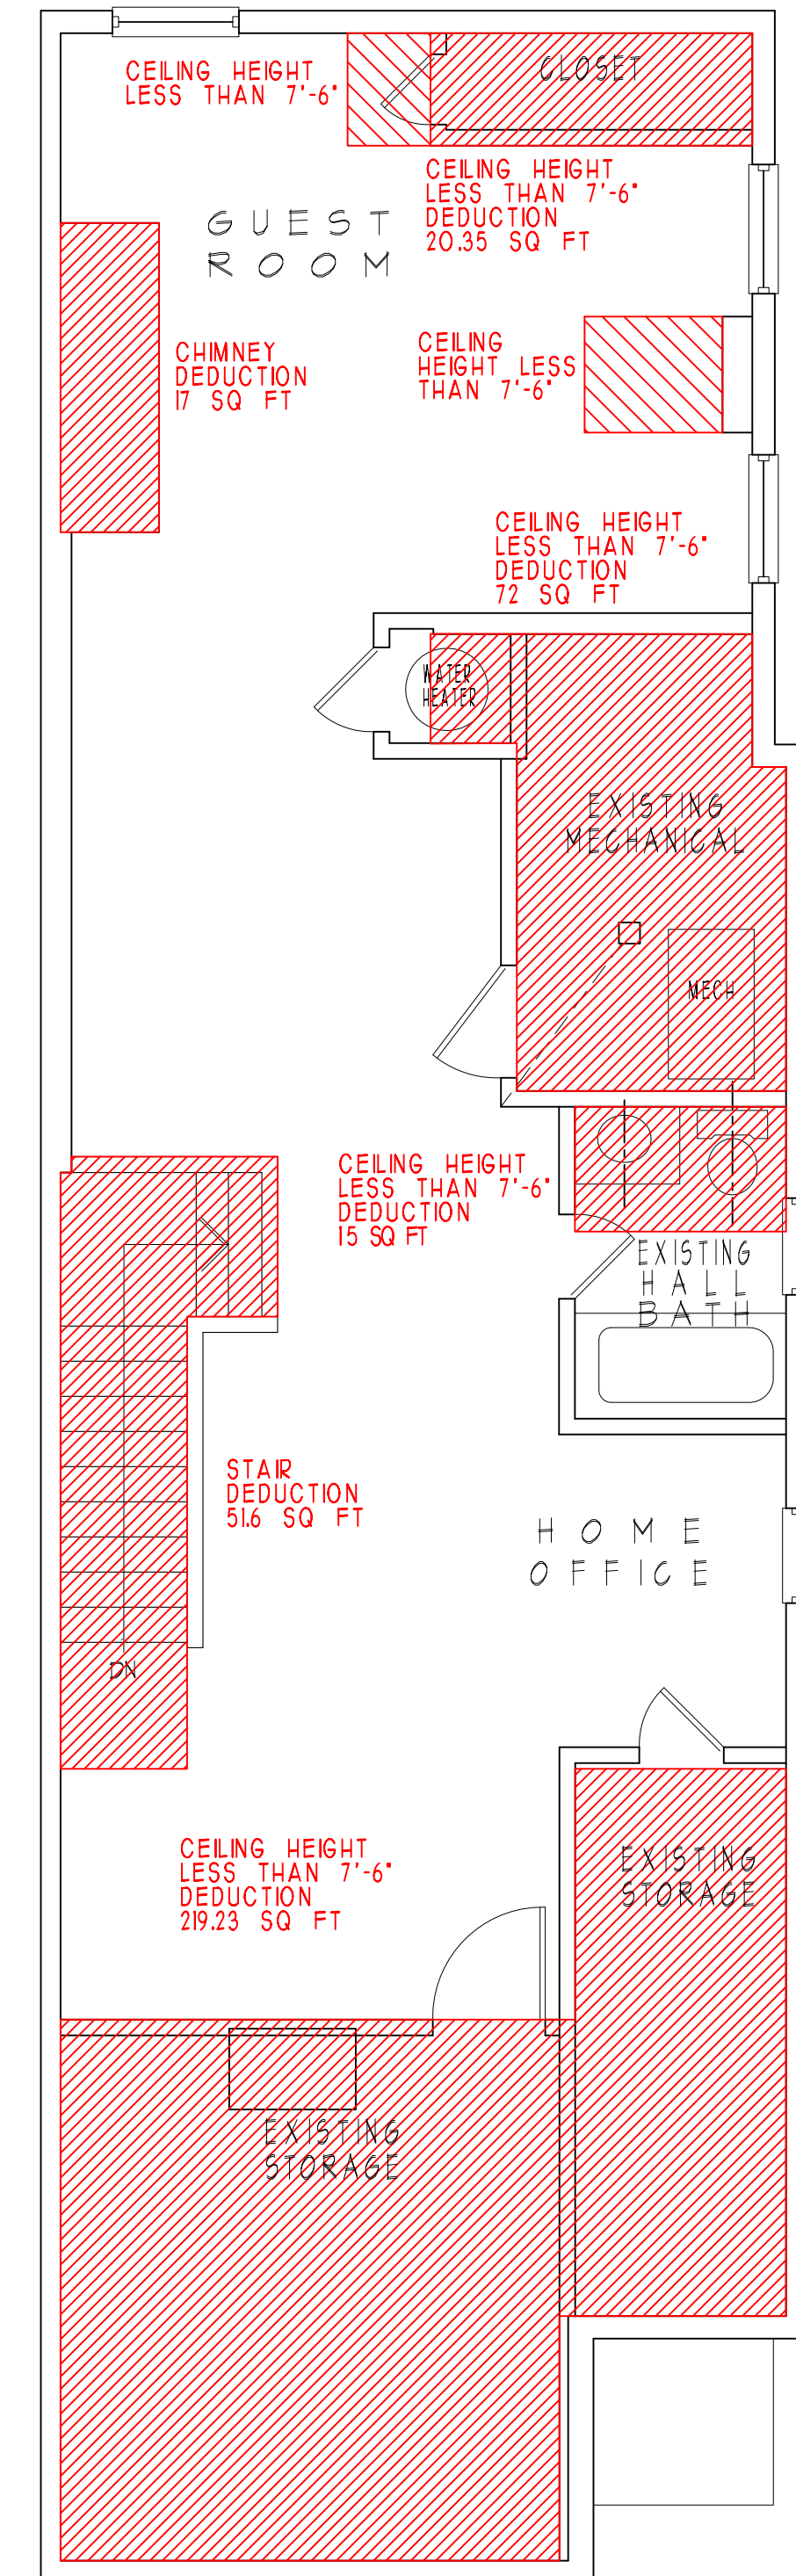 CEILING HEIGHT
LESS THAN 7'-6"
CLOSET
CEILING HEIGHT
LESS THAN 7'-6"
DEDUCTION
20.35 SQ FT
GUEST
ROOM
CHIMNEY
DEDUCTION
17 SQ FT
CEILING
HEIGHT LESS
THAN 7'-6"
CEILING HEIGHT
LESS THAN 7'-6"
DEDUCTION
72 SQ FT
WATER
HEATER
EXISTING
MECHANICAL
MECH
CEILING HEIGHT
LESS THAN 7'-6"
DEDUCTION
15 SQ FT
EXISTING
HALL
BATH
STAIR
DEDUCTION
51.6 SQ FT
HOME
OFFICE
DN
CEILING HEIGHT
LESS THAN 7'-6"
DEDUCTION
219.23 SQ FT
EXISTING
STORAGE
EXISTING
STORAGE